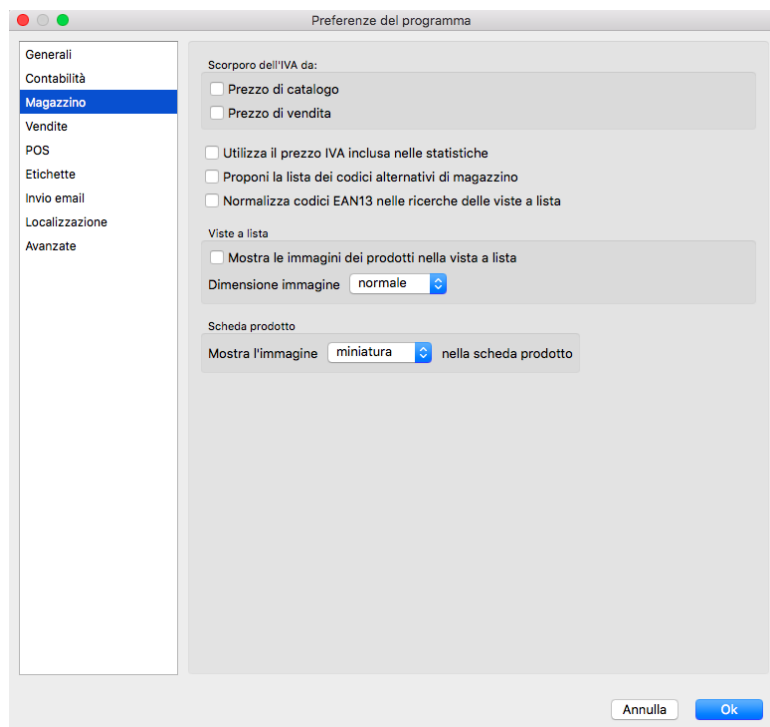 Preferenze del programma
Generali
Contabilità
Magazzino
Vendite
POS
Etichette
Invio email
Localizzazione
Avanzate
Scorporo dell'IVA da:
Prezzo di catalogo
Prezzo di vendita
Utilizza il prezzo IVA inclusa nelle statistiche
Proponi la lista dei codici alternativi di magazzino
Normalizza codici EAN13 nelle ricerche delle viste a lista
Viste a lista
Mostra le immagini dei prodotti nella vista a lista
Dimensione immagine normale
Scheda prodotto
Mostra l'immagine miniatura nella scheda prodotto
Annulla Ok